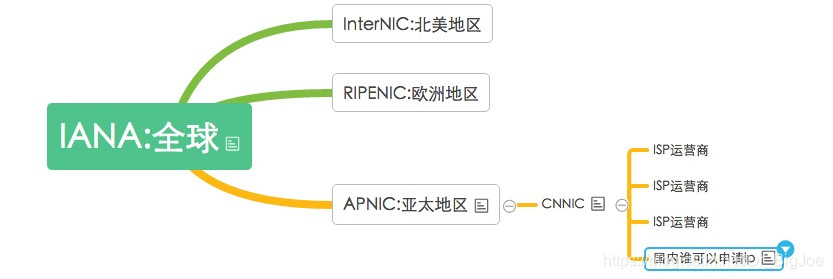 InterNIC:北美地区
RIPENIC:欧洲地区
IANA:全球
APNIC:亚太地区
CNNIC
ISP运营商
ISP运营商
ISP运营商
国内谁可以申请ip